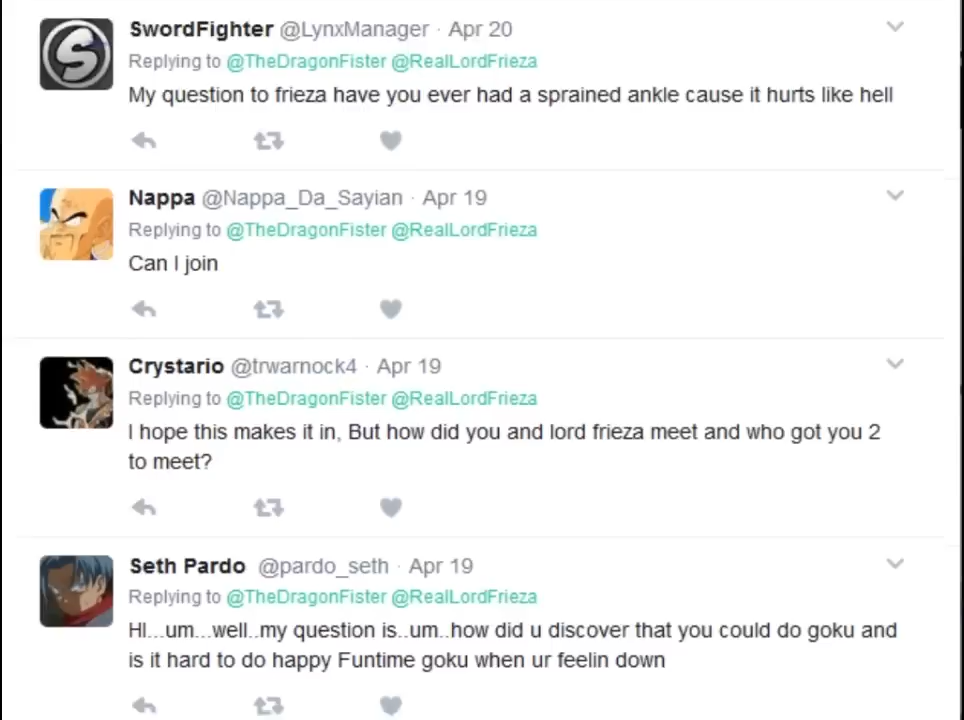 SwordFighter @LynxManager · Apr 20
Replying to @TheDragonFister @RealLordFrieza
My question to frieza have you ever had a sprained ankle cause it hurts like hell
Nappa @Nappa_Da_Sayian · Apr 19
Replying to @TheDragonFister @RealLordFrieza
Can I join
Crystario @trwarnock4 · Apr 19
Replying to @TheDragonFister @RealLordFrieza
I hope this makes it in, But how did you and lord frieza meet and who got you 2
to meet?
Seth Pardo @pardo_seth · Apr 19
Replying to @TheDragonFister @RealLordFrieza
HI...um...well..my question is..um..how did u discover that you could do goku and
is it hard to do happy Funtime goku when ur feelin down